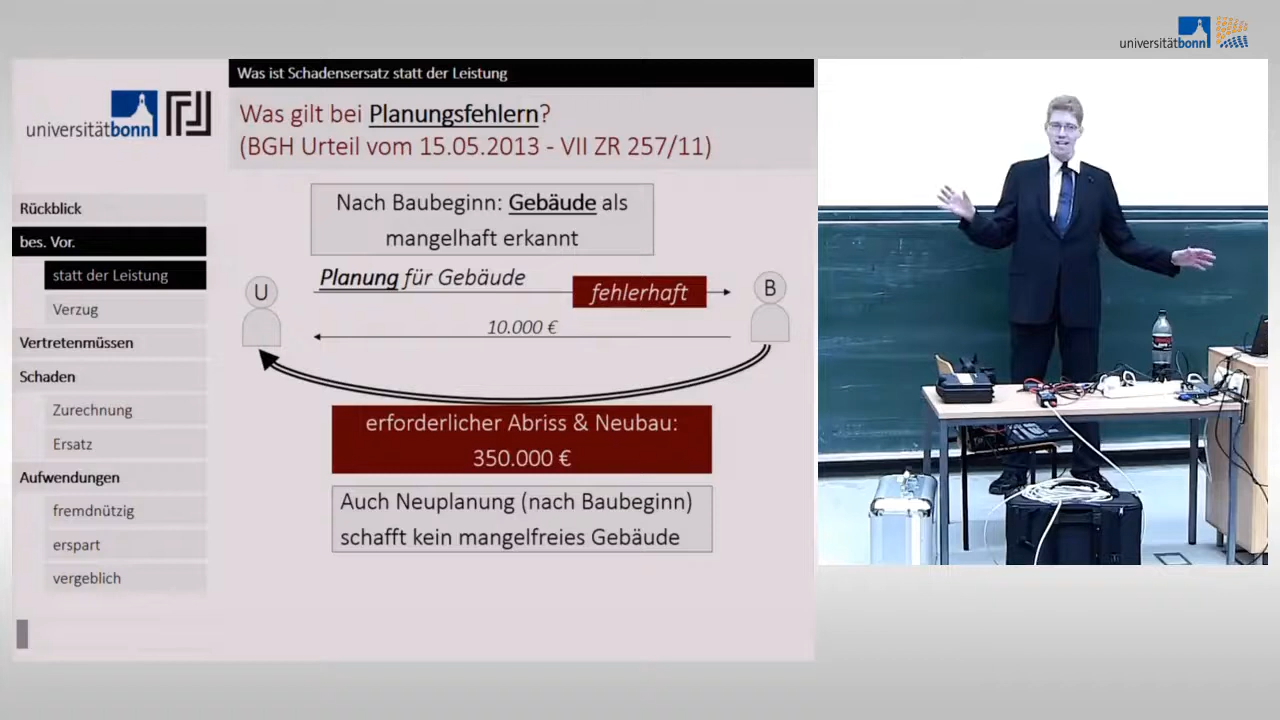 universitätbonn
Was ist Schadensersatz statt der Leistung
universitätbonn
Was gilt bei Planungsfehlern?
(BGH Urteil vom 15.05.2013 - VII ZR 257/11)
Rückblick
bes. Vor.
statt der Leistung
Verzug
Vertretenmüssen
Schaden
Zurechnung
Ersatz
Aufwendungen
fremdnützig
erspart
vergeblich
Nach Baubeginn: Gebäude als
mangelhaft erkannt
U
Planung für Gebäude
fehlerhaft
B
10.000 €
erforderlicher Abriss & Neubau:
350.000 €
Auch Neuplanung (nach Baubeginn)
schafft kein mangelfreies Gebäude